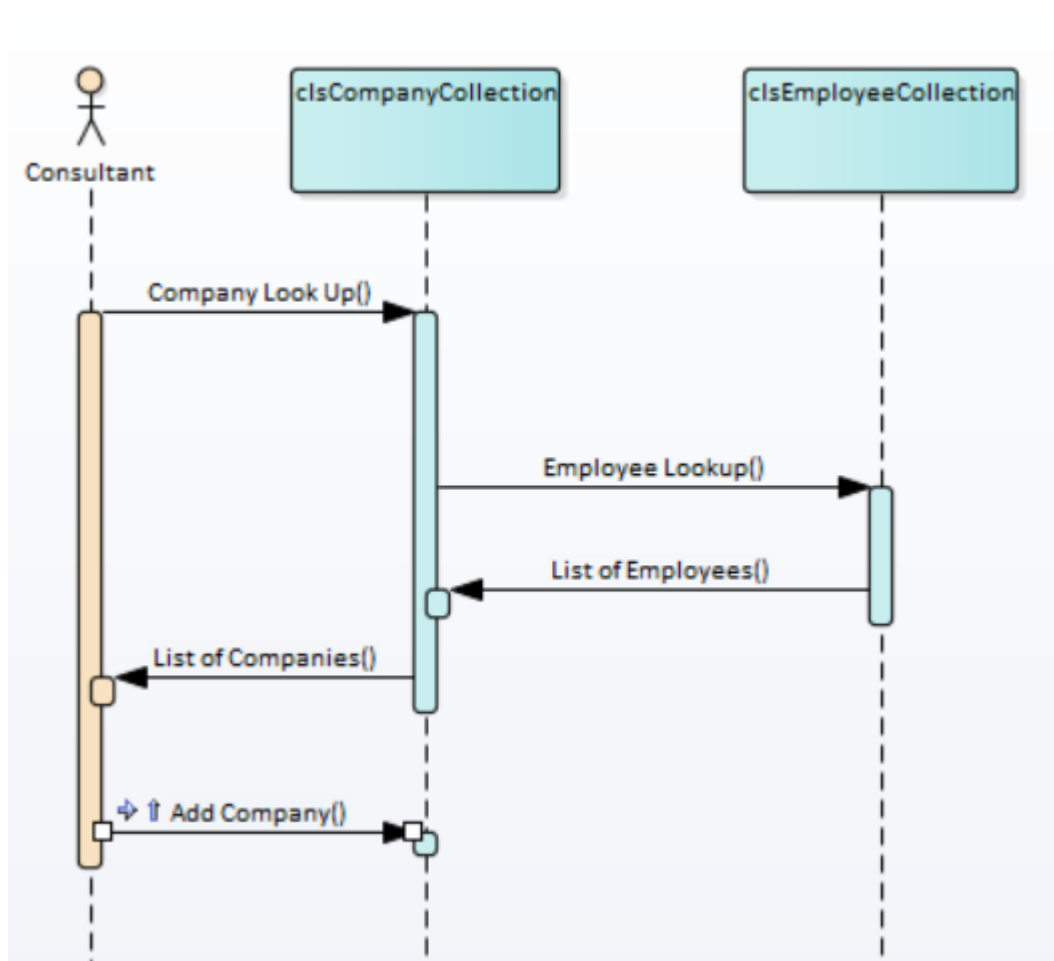 clsCompanyCollection
clsEmployeeCollection
Consultant
Company Look Up()
Employee Lookup()
List of Employees()
List of Companies()
Add Company()